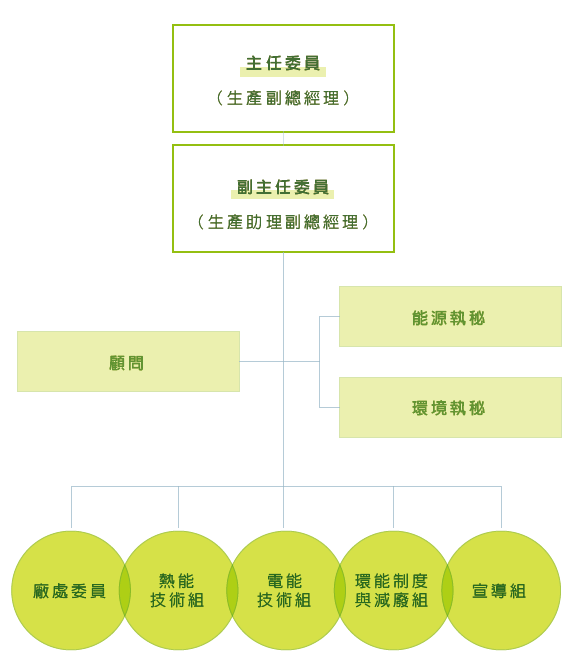 主任委員
（生產副總經理）
副主任委員
（生產助理副總經理）
能源執秘
顧問
環境執秘
廠處委員
熱能
技術組
電能
技術組
環能制度
與減廢組
宣導組